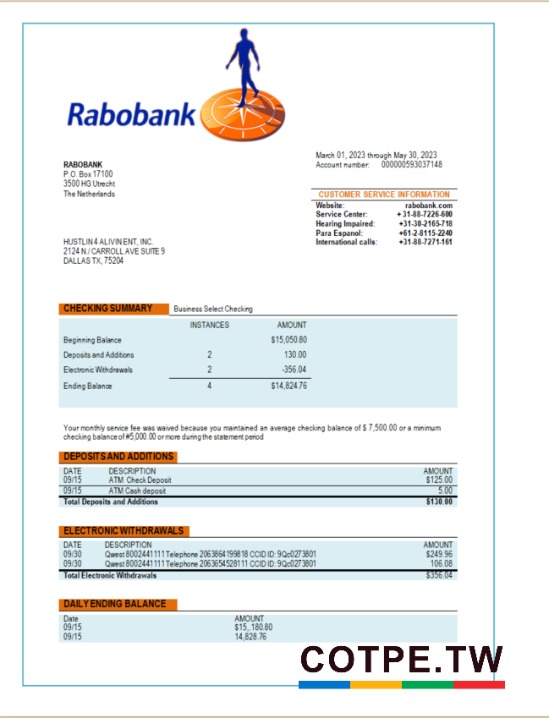 Rabobank
March 01, 2023 through May 30, 2023
Account number: 000000593037148
RABOBANK
P.O. Box 17100
3500 HG Utrecht
The Netherlands
CUSTOMER SERVICE INFORMATION
Website: rabobank.com
Service Center: +31-88-7226-600
Hearing Impaired: +31-30-2165-718
Para Espanol: +61-2-8115-2240
International calls: +31-88-7271-161
HUSTLIN 4 ALIVIN ENT, INC.
2124 N./ CARROLL AVE SUITE 9
DALLAS TX, 75204
CHECKING SUMMARY Business Select Checking
INSTANCES AMOUNT
Beginning Balance $15,050.80
Deposits and Additions 2 130.00
Electronic Withdrawals 2 -356.04
Ending Balance 4 $14,824.76
Your monthly service fee was waived because you maintained an average checking balance of $ 7,500.00 or a minimum
checking balance of #5,000.00 or more during the statement period
DEPOSITS AND ADDITIONS
DATE DESCRIPTION AMOUNT
09/15 ATM Check Deposit $125.00
09/15 ATM Cash deposit 5.00
Total Deposits and Additions $130.00
ELECTRONIC WITHDRAWALS
DATE DESCRIPTION AMOUNT
09/30 Qwest 8002441111 Telephone 2063864199818 CCID ID: 9Qc0273801 $249.96
09/30 Qwest 8002441111 Telephone 2063654528111 CCID ID: 9Qc0273801 106.08
Total Electronic Withdrawals $356.04
DAILY ENDING BALANCE
Date AMOUNT
09/15 $15, 180.80
09/15 14,828.76
COTPE.TW